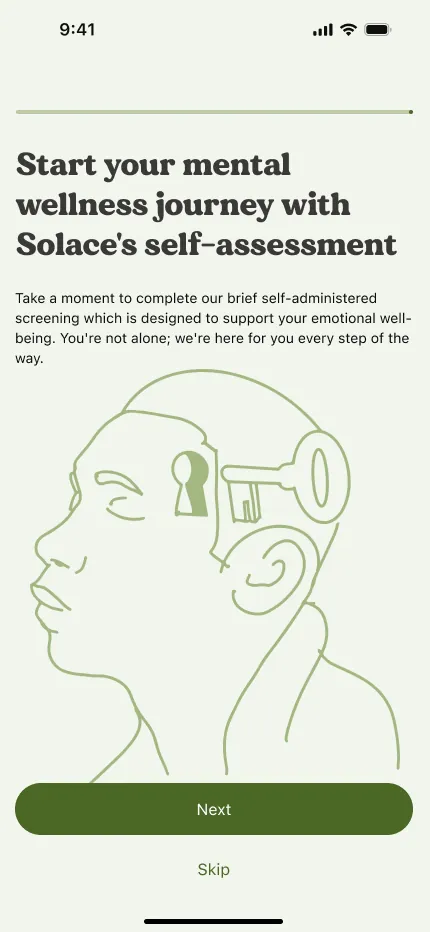 9:41
Start your mental
wellness journey with
Solace's self-assessment
Take a moment to complete our brief self-administered
screening which is designed to support your emotional well-
being. You're not alone; we're here for you every step of the
way.
Next
Skip